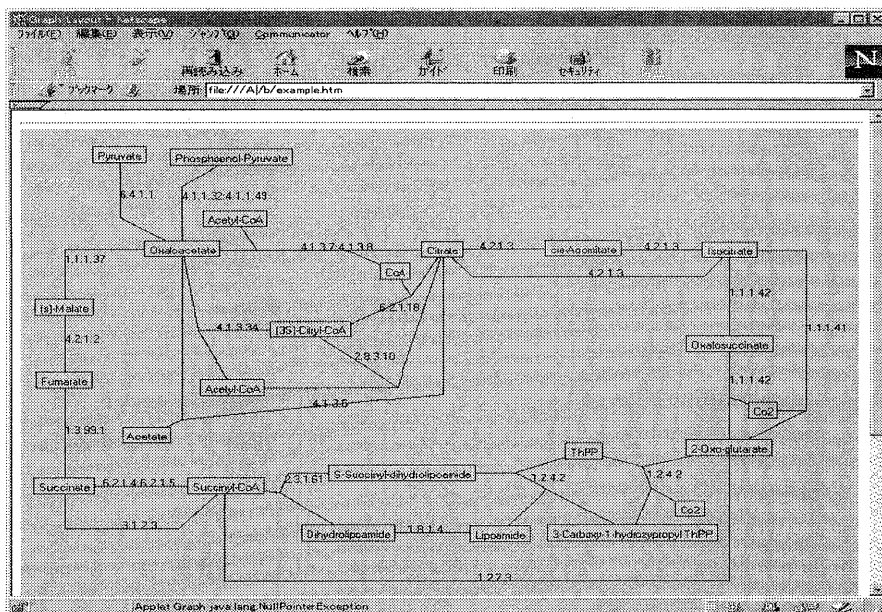 Graph Layout - Netscape
ファイル(F) 編集(E) 表示(V) ジャンプ(G) Communicator ヘルプ(H)
再読み込み ホーム 検索 ガイド 印刷 セキュリティ
N
ブックマーク 場所: file:///A|/b/example.htm
Pyruvate Phosphaenol-Pyruvate
6.4.1.1 4.1.1.32:4.1.1.49
Acetyl-CoA
Oxaloacetate 4.1.3.7:4.1.3.8 Citrate 4.2.1.3 cis-Aconitate 4.2.1.3 Isocitrate
1.1.1.37
CoA 4.2.1.3
1.1.1.42
(s)-Malate 6.2.1.18
4.1.3.34 (3S)-Citryl-CoA 1.1.1.41
4.2.1.2 Oxalosuccinate
2.8.3.10
Fumarate Acetyl-CoA 1.1.1.42
4.1.3.6
Co2
1.3.99.1 Acetate
ThPP 2-Oxo-glutarate
S-Succinyl-dihydrolipoamide 1.2.4.2 1.2.4.2
2.3.1.61
Succinate 6.2.1.4:6.2.1.5 Succinyl-CoA
Co2
3.1.2.3 Dihydrolipoamide 1.8.1.4 Lipoamide 3-Carboxy-1-hydrozypropyl ThPP
1.2.7.3
Applet Graph java.lang.NullPointerException